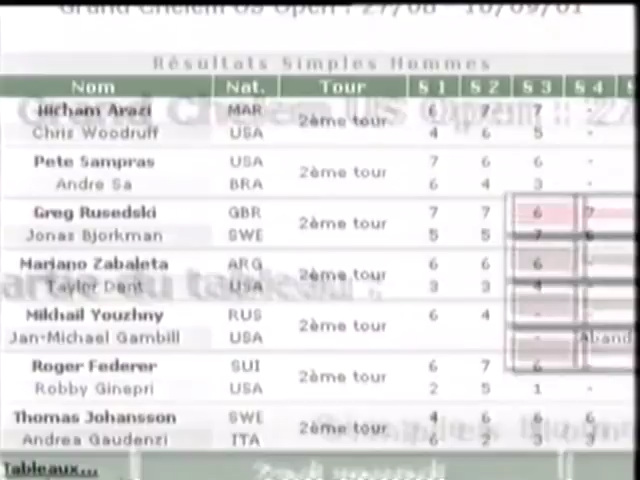 Grand Chelem US Open : 27/08 - 10/09/01
Résultats Simples Hommes
Nom Nat. Tour S 1 S 2 S 3 S 4 S
Hicham Arazi MAR 2ème tour 6 7 7 -
Chris Woodruff USA 4 6 5 -
Pete Sampras USA 2ème tour 7 6 6 -
Andre Sa BRA 6 4 3 -
Greg Rusedski GBR 2ème tour 7 7 6 7
Jonas Bjorkman SWE 5 5 7 6
Mariano Zabaleta ARG 2ème tour 6 6 6 -
Taylor Dent USA 3 3 4 -
Mikhail Youzhny RUS 2ème tour 6 4 -
Jan-Michael Gambill USA - Aband
Roger Federer SUI 2ème tour 6 7 6 -
Robby Ginepri USA 2 5 1 -
Thomas Johansson SWE 2ème tour 4 6 6 6
Andrea Gaudenzi ITA 6 2 3 3
Tableaux...